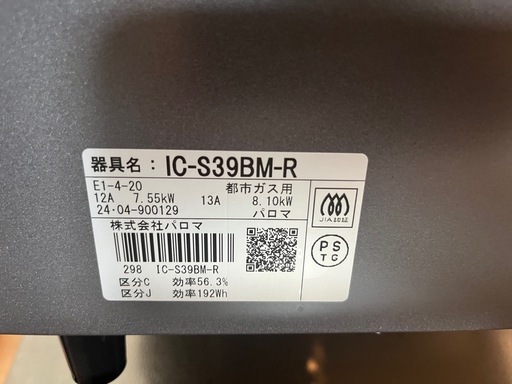 器具名： IC-S39BM-R
E1-4-20 都市ガス用
12A 7.55kW 13A 8.10kW
24·04-900129 パロマ
株式会社パロマ
298 IC-S39BM-R
区分C 効率56.3%
区分J 効率192Wh
JIA
PS
TG